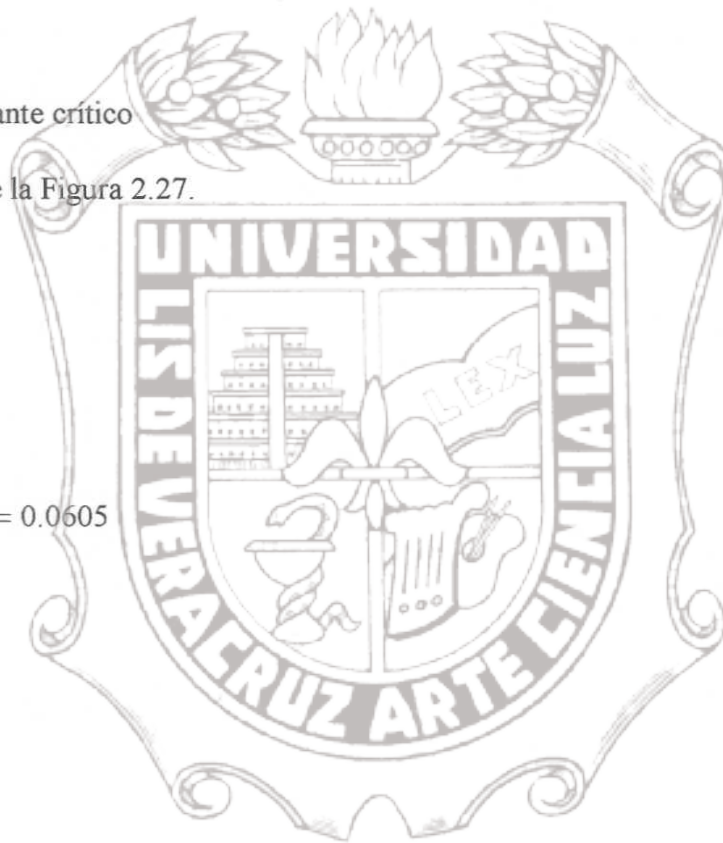 ante crítico
la Figura 2.27.
UNIVERSIDAD
LIS DE VERACRUZ ARTE CIENCIA LUZ
LEX
= 0.0605